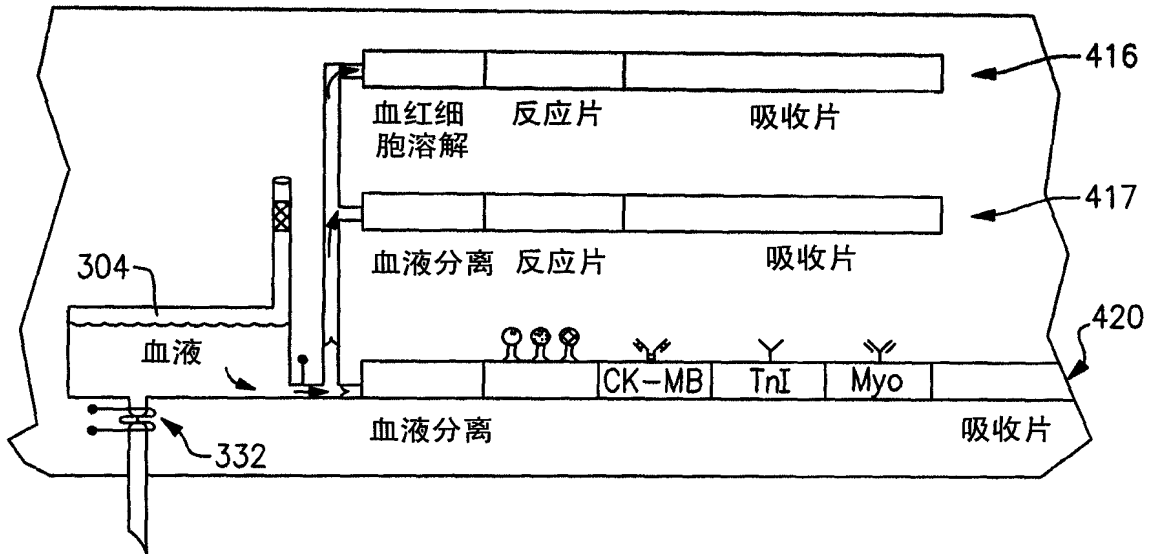 416
血红细
胞溶解
反应片
吸收片
417
血液分离
反应片
吸收片
304
血液
420
CK-MB
TnI
Myo
血液分离
吸收片
332